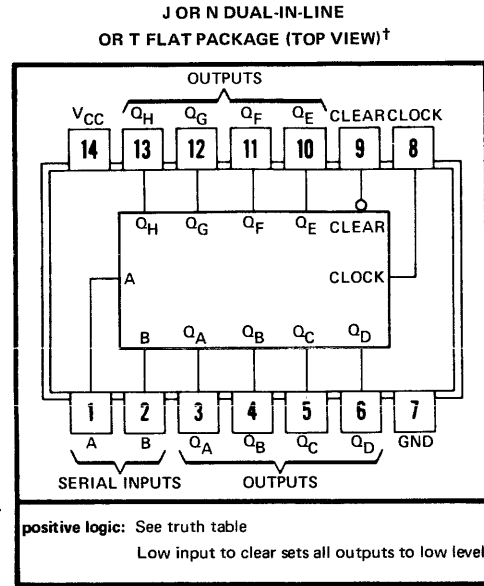 J OR N DUAL-IN-LINE
OR T FLAT PACKAGE (TOP VIEW)†
OUTPUTS
VCC QH QG QF QE CLEAR CLOCK
14 13 12 11 10 9 8
QH QG QF QE CLEAR
A CLOCK
B QA QB QC QD
1 2 3 4 5 6 7
A B QA QB QC QD GND
SERIAL INPUTS OUTPUTS
positive logic: See truth table
Low input to clear sets all outputs to low level